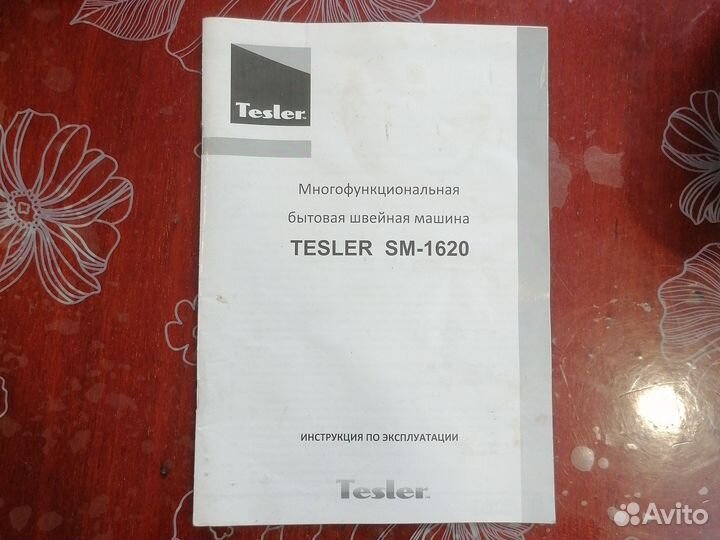 Tesler
Многофункциональная
бытовая швейная машина
TESLER SM-1620
ИНСТРУКЦИЯ ПО ЭКСПЛУАТАЦИИ
Tesler
Avito